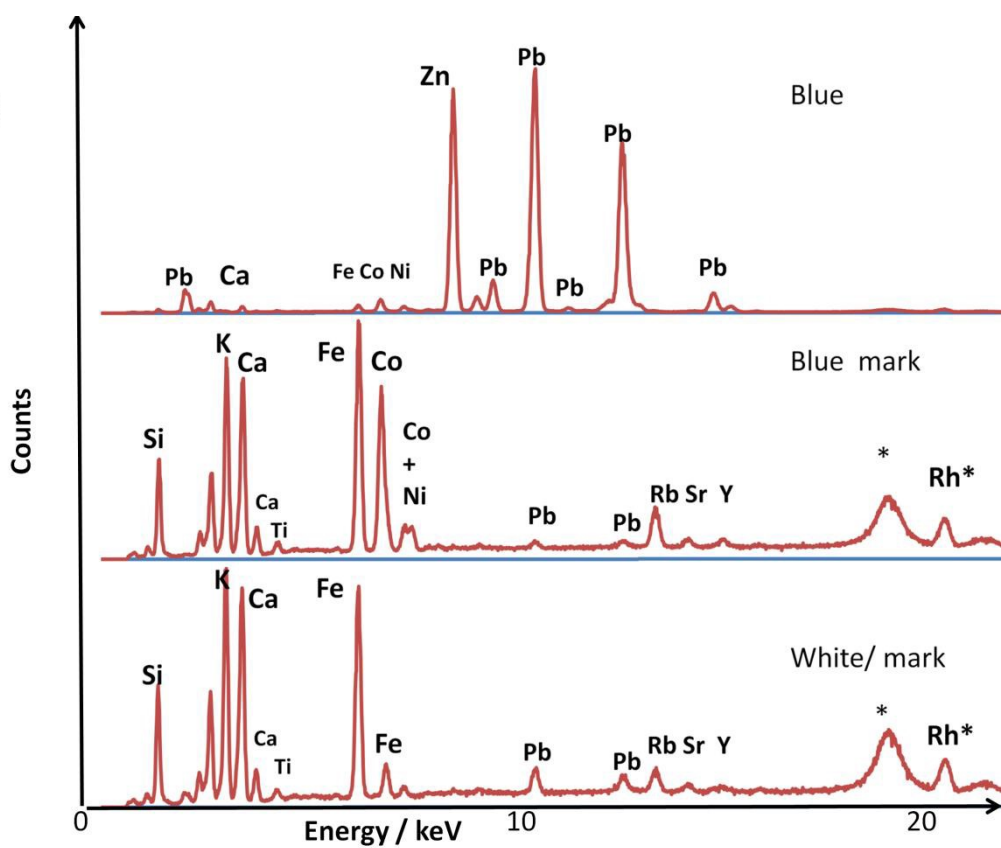 Blue
Zn
Pb
Pb
Pb
Ca
Fe Co Ni
Pb
Pb
Pb
Blue mark
K
Ca
Fe
Co
Si
Ca
Ti
Co
+
Ni
Pb
Pb
Rb Sr Y
*
Rh*
White/ mark
K
Ca
Fe
Si
Ca
Ti
Fe
Pb
Pb
Rb Sr Y
*
Rh*
Counts
0
10
20
Energy / keV